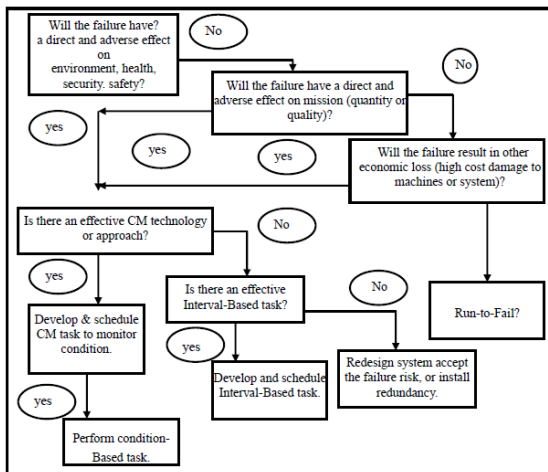 Will the failure have?
a direct and adverse effect
on
environment, health,
security. safety?
No
Will the failure have a direct and
adverse effect on mission (quantity or
quality)?
No
yes
yes
yes
Will the failure result in other
economic loss (high cost damage to
machines or system)?
Is there an effective CM technology
or approach?
No
yes
Is there an effective
Interval-Based task?
No
Run-to-Fail?
Develop & schedule
CM task to monitor
condition.
yes
Redesign system accept
the failure risk, or install
redundancy.
Develop and schedule
Interval-Based task.
yes
Perform condition-
Based task.